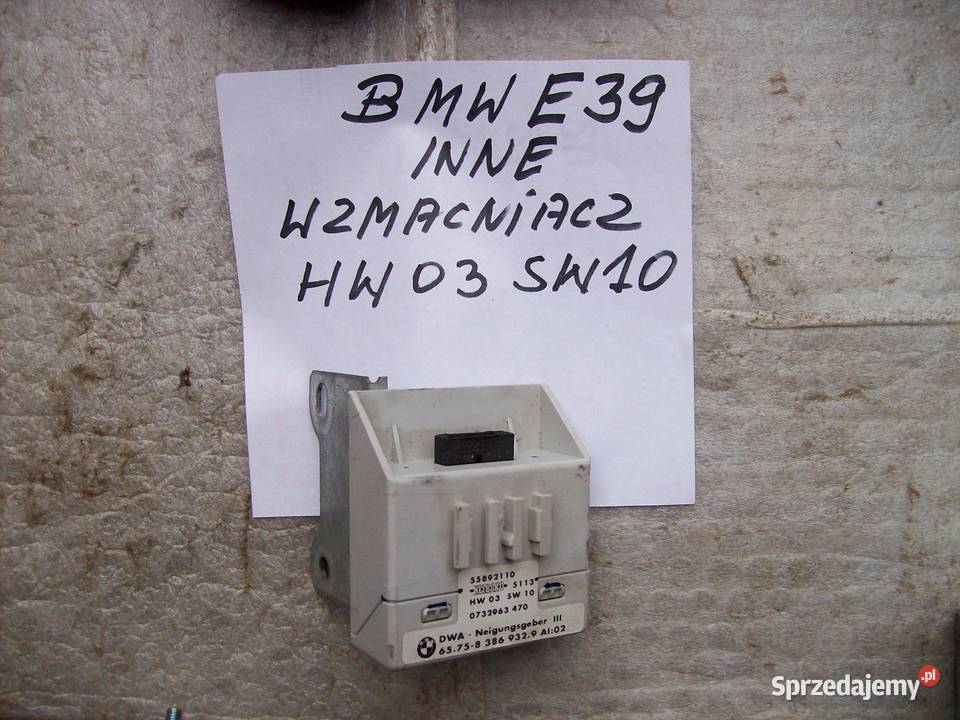 BMW E39
INNE
WZMACNIACZ
HW 03 SW10
55892110
5113
HW 03 SW 10
0732963 470
DWA - Neigungsgeber III
65.75-8 386 932.9 AI:02
Sprzedajemy.pl